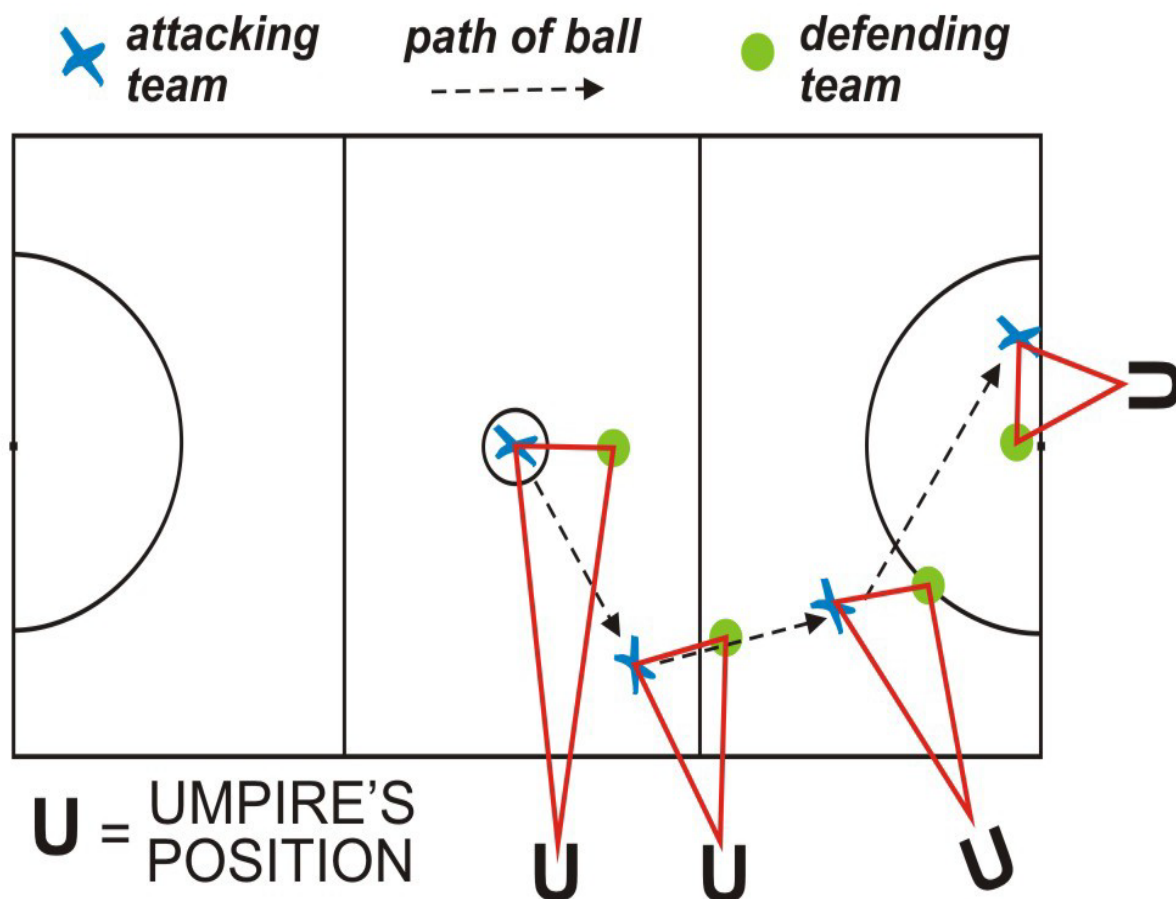 attacking team
path of ball
defending team
U = UMPIRE'S POSITION
U
U
U
U